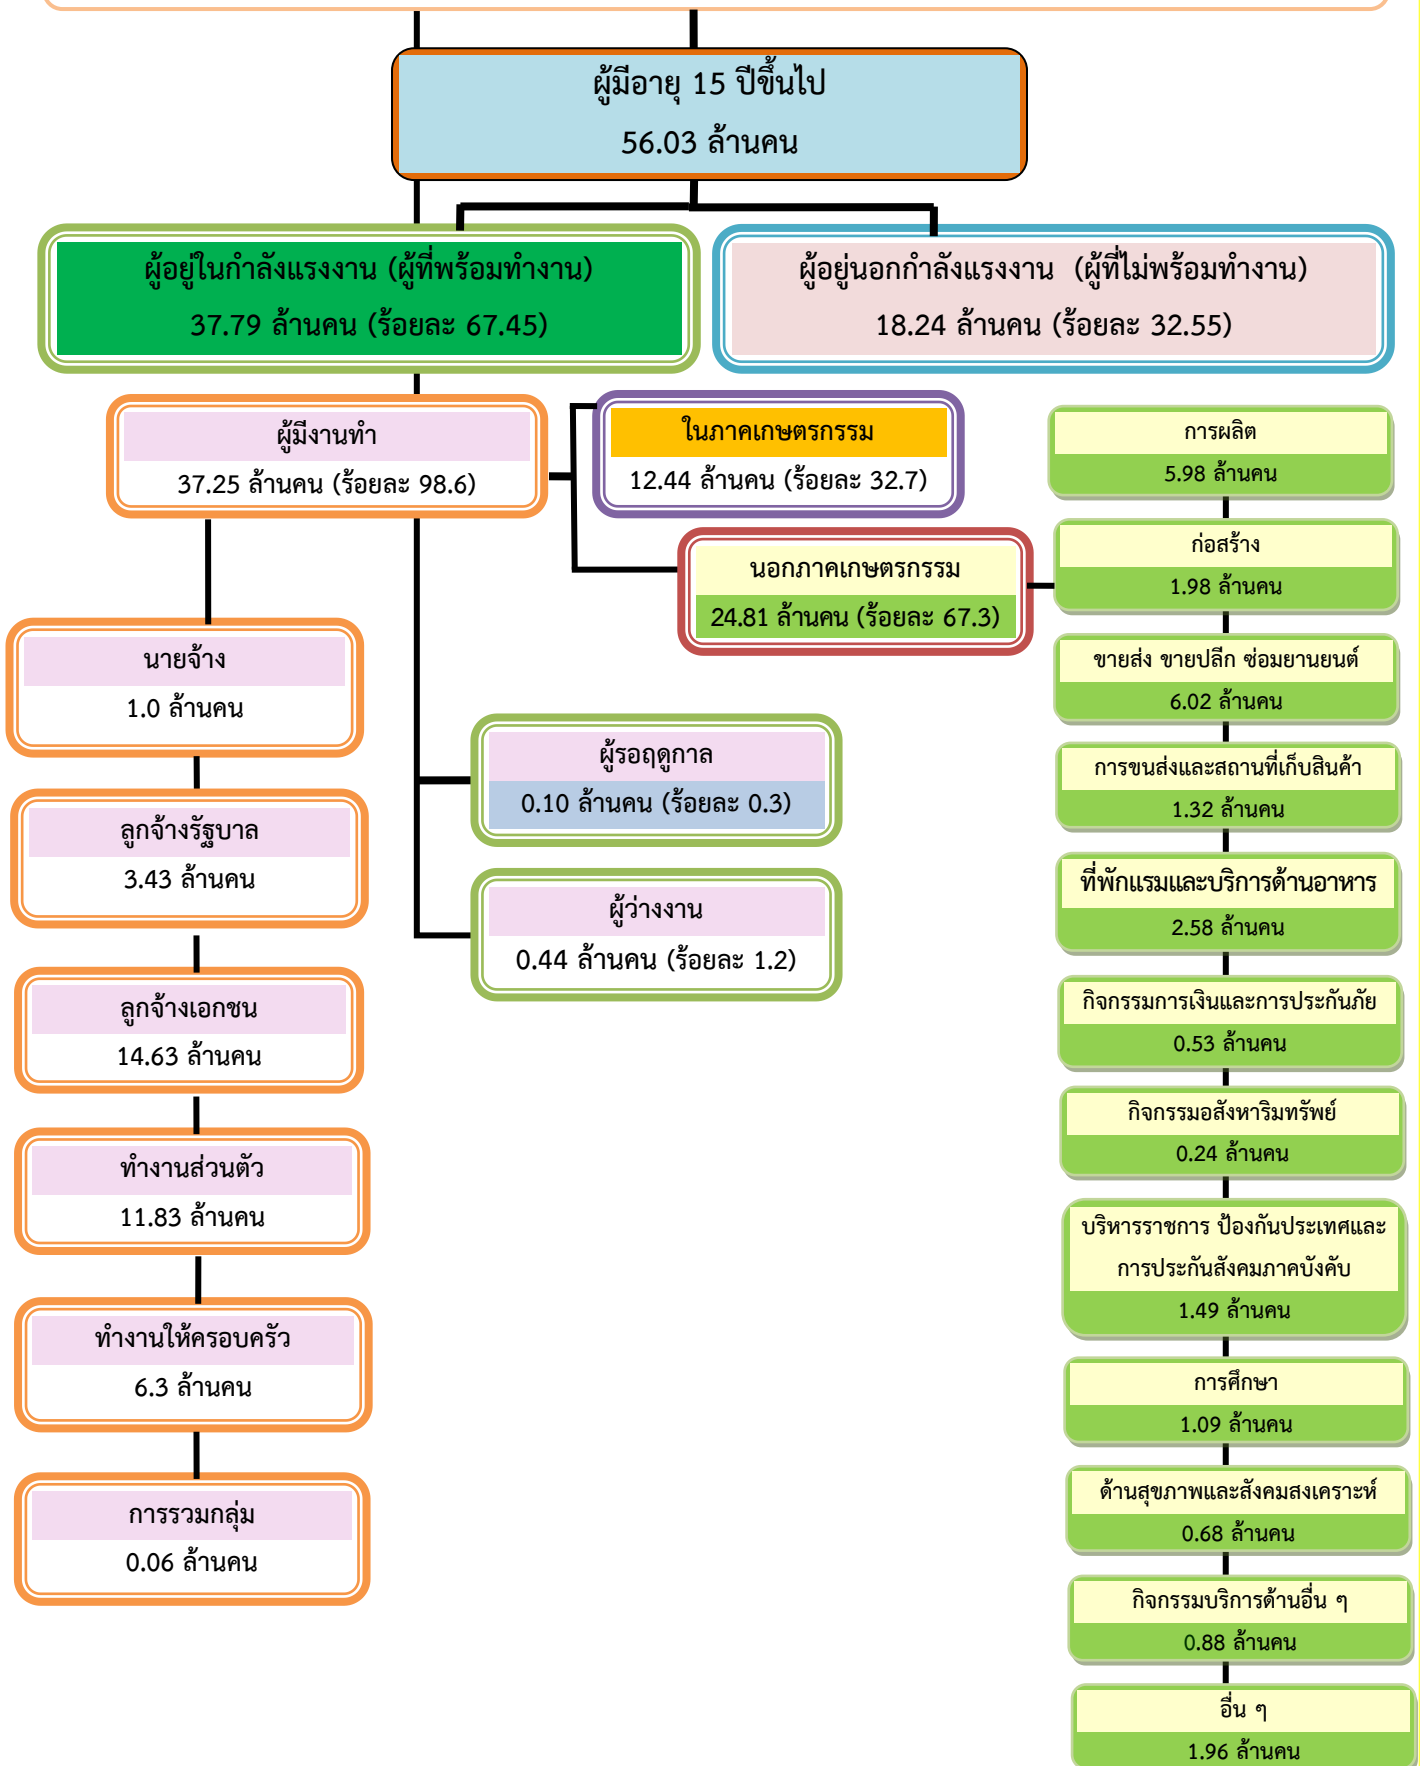 ผู้มีอายุ 15 ปีขึ้นไป
56.03 ล้านคน
ผู้อยู่ในกำลังแรงงาน (ผู้ที่พร้อมทำงาน)
37.79 ล้านคน (ร้อยละ 67.45)
ผู้อยู่นอกกำลังแรงงาน (ผู้ที่ไม่พร้อมทำงาน)
18.24 ล้านคน (ร้อยละ 32.55)
ผู้มีงานทำ
37.25 ล้านคน (ร้อยละ 98.6)
ในภาคเกษตรกรรม
12.44 ล้านคน (ร้อยละ 32.7)
นอกภาคเกษตรกรรม
24.81 ล้านคน (ร้อยละ 67.3)
นายจ้าง
1.0 ล้านคน
ลูกจ้างรัฐบาล
3.43 ล้านคน
ลูกจ้างเอกชน
14.63 ล้านคน
ทำงานส่วนตัว
11.83 ล้านคน
ทำงานให้ครอบครัว
6.3 ล้านคน
การรวมกลุ่ม
0.06 ล้านคน
ผู้รอฤดูกาล
0.10 ล้านคน (ร้อยละ 0.3)
ผู้ว่างงาน
0.44 ล้านคน (ร้อยละ 1.2)
การผลิต
5.98 ล้านคน
ก่อสร้าง
1.98 ล้านคน
ขายส่ง ขายปลีก ซ่อมยานยนต์
6.02 ล้านคน
การขนส่งและสถานที่เก็บสินค้า
1.32 ล้านคน
ที่พักแรมและบริการด้านอาหาร
2.58 ล้านคน
กิจกรรมการเงินและการประกันภัย
0.53 ล้านคน
กิจกรรมอสังหาริมทรัพย์
0.24 ล้านคน
บริหารราชการ ป้องกันประเทศและ
การประกันสังคมภาคบังคับ
1.49 ล้านคน
การศึกษา
1.09 ล้านคน
ด้านสุขภาพและสังคมสงเคราะห์
0.68 ล้านคน
กิจกรรมบริการด้านอื่น ๆ
0.88 ล้านคน
อื่น ๆ
1.96 ล้านคน